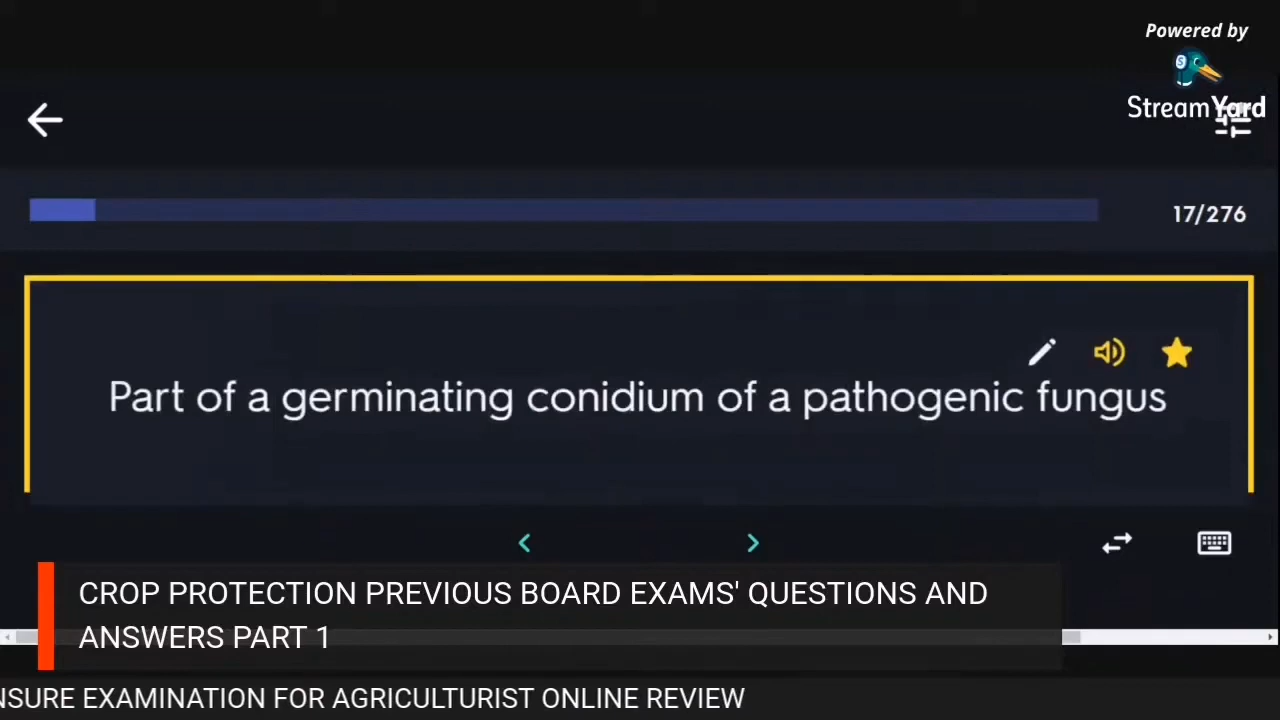 Powered by
StreamYard
17/276
Part of a germinating conidium of a pathogenic fungus
CROP PROTECTION PREVIOUS BOARD EXAMS' QUESTIONS AND
ANSWERS PART 1
NSURE EXAMINATION FOR AGRICULTURIST ONLINE REVIEW